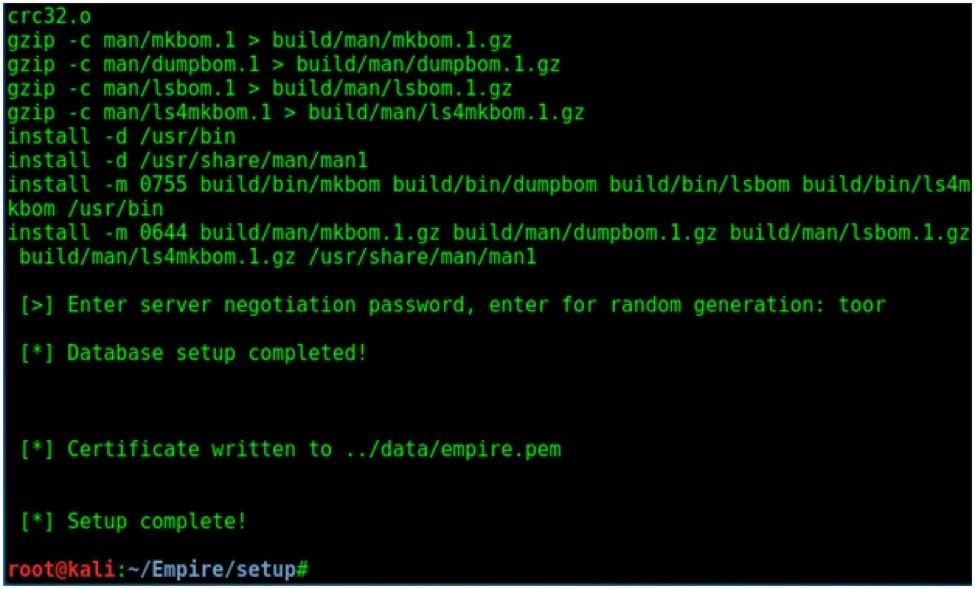 crc32.o
gzip -c man/mkbom.1 > build/man/mkbom.1.gz
gzip -c man/dumpbom.1 > build/man/dumpbom.1.gz
gzip -c man/lsbom.1 > build/man/lsbom.1.gz
gzip -c man/ls4mkbom.1 > build/man/ls4mkbom.1.gz
install -d /usr/bin
install -d /usr/share/man/man1
install -m 0755 build/bin/mkbom build/bin/dumpbom build/bin/lsbom build/bin/ls4m
kbom /usr/bin
install -m 0644 build/man/mkbom.1.gz build/man/dumpbom.1.gz build/man/lsbom.1.gz
 build/man/ls4mkbom.1.gz /usr/share/man/man1
[>] Enter server negotiation password, enter for random generation: toor
[*] Database setup completed!
[*] Certificate written to ../data/empire.pem
[*] Setup complete!
root@kali:~/Empire/setup#